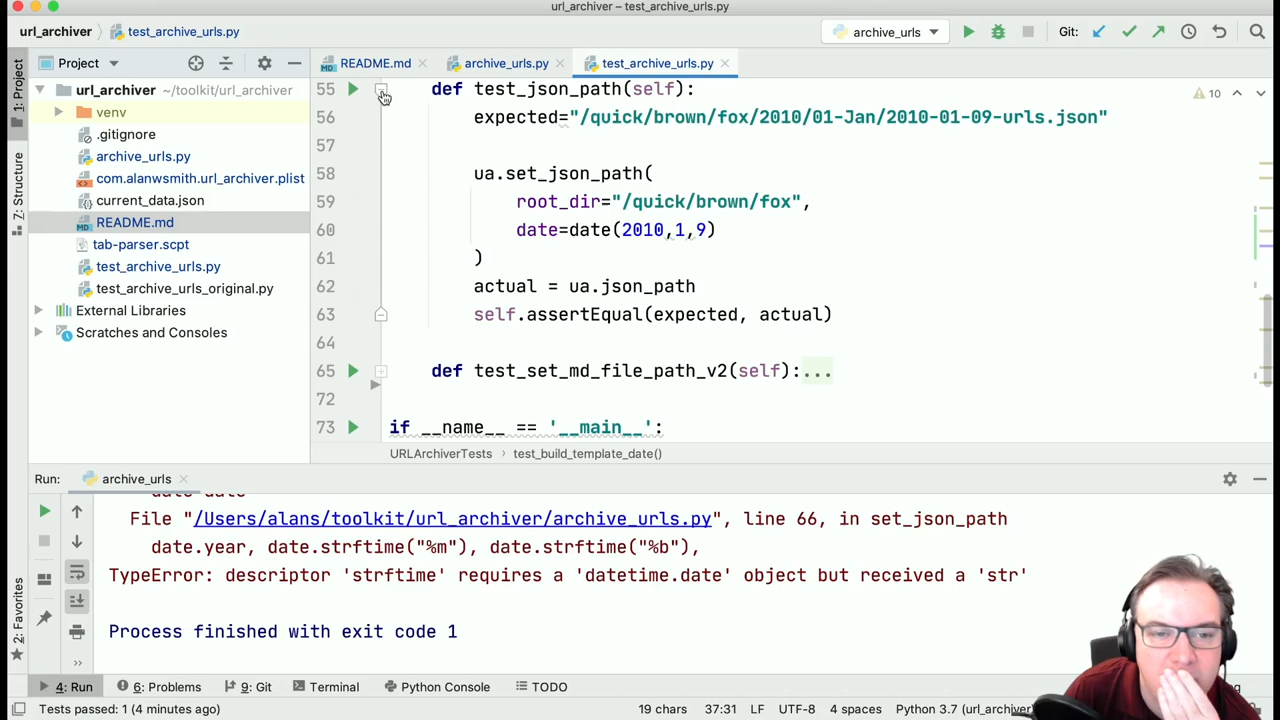 url_archiver – test_archive_urls.py
url_archiver
test_archive_urls.py
archive_urls
Git:
Project
README.md
archive_urls.py
test_archive_urls.py
1: Project
7: Structure
2: Favorites
url_archiver ~/toolkit/url_archiver
venv
.gitignore
archive_urls.py
com.alanwsmith.url_archiver.plist
current_data.json
README.md
tab-parser.scpt
test_archive_urls.py
test_archive_urls_original.py
External Libraries
Scratches and Consoles
10
55 def test_json_path(self):
56 expected="/quick/brown/fox/2010/01-Jan/2010-01-09-urls.json"
57
58 ua.set_json_path(
59 root_dir="/quick/brown/fox",
60 date=date(2010,1,9)
61 )
62 actual = ua.json_path
63 self.assertEqual(expected, actual)
64
65 def test_set_md_file_path_v2(self):...
72
73 if __name__ == '__main__':
URLArchiverTests › test_build_template_date()
Run: archive_urls
File "/Users/alans/toolkit/url_archiver/archive_urls.py", line 66, in set_json_path
date.year, date.strftime("%m"), date.strftime("%b"),
TypeError: descriptor 'strftime' requires a 'datetime.date' object but received a 'str'
Process finished with exit code 1
4: Run
6: Problems
9: Git
Terminal
Python Console
TODO
Tests passed: 1 (4 minutes ago)
19 chars
37:31
LF
UTF-8
4 spaces
Python 3.7 (url_archiver)